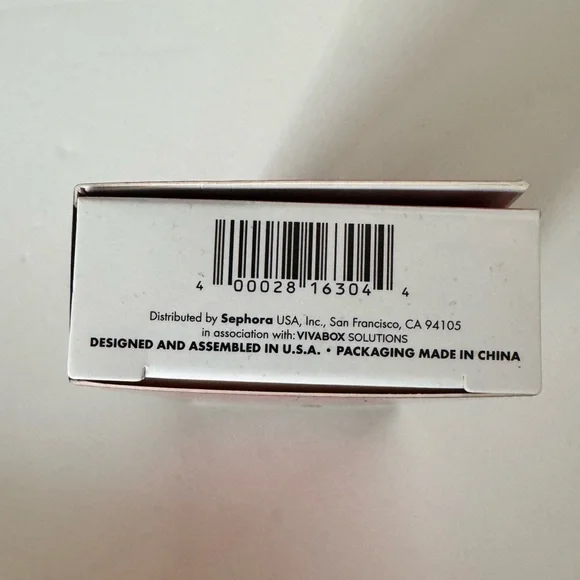 4 00028 16304 4
Distributed by Sephora USA, Inc., San Francisco, CA 94105
in association with: VIVABOX SOLUTIONS
DESIGNED AND ASSEMBLED IN U.S.A. • PACKAGING MADE IN CHINA